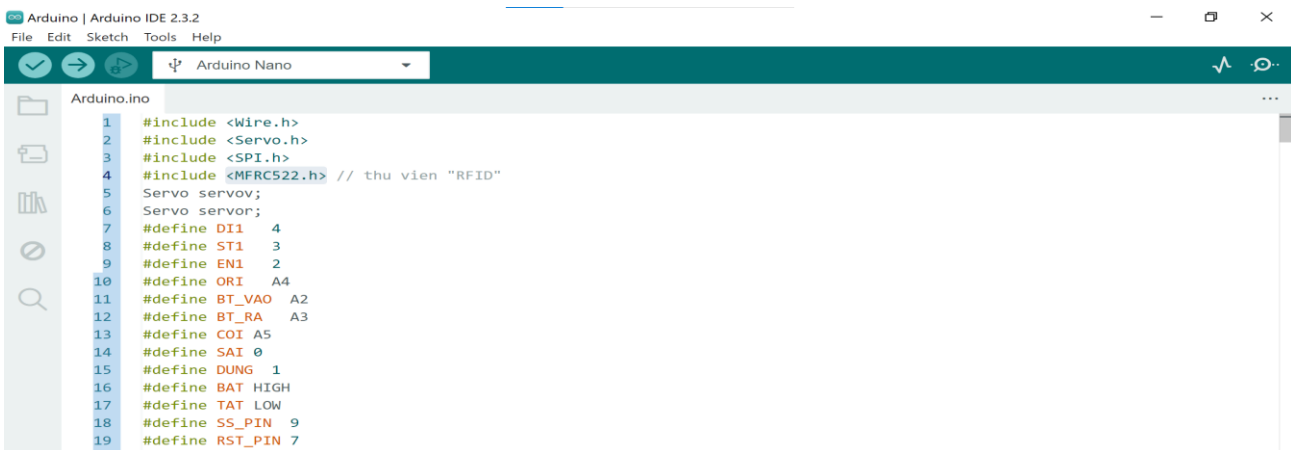 Arduino | Arduino IDE 2.3.2
File Edit Sketch Tools Help
Arduino Nano
Arduino.ino
1 #include <Wire.h>
2 #include <Servo.h>
3 #include <SPI.h>
4 #include <MFRC522.h> // thu vien "RFID"
5 Servo servov;
6 Servo servor;
7 #define DI1 4
8 #define ST1 3
9 #define EN1 2
10 #define ORI A4
11 #define BT_VAO A2
12 #define BT_RA A3
13 #define COI A5
14 #define SAI 0
15 #define DUNG 1
16 #define BAT HIGH
17 #define TAT LOW
18 #define SS_PIN 9
19 #define RST_PIN 7